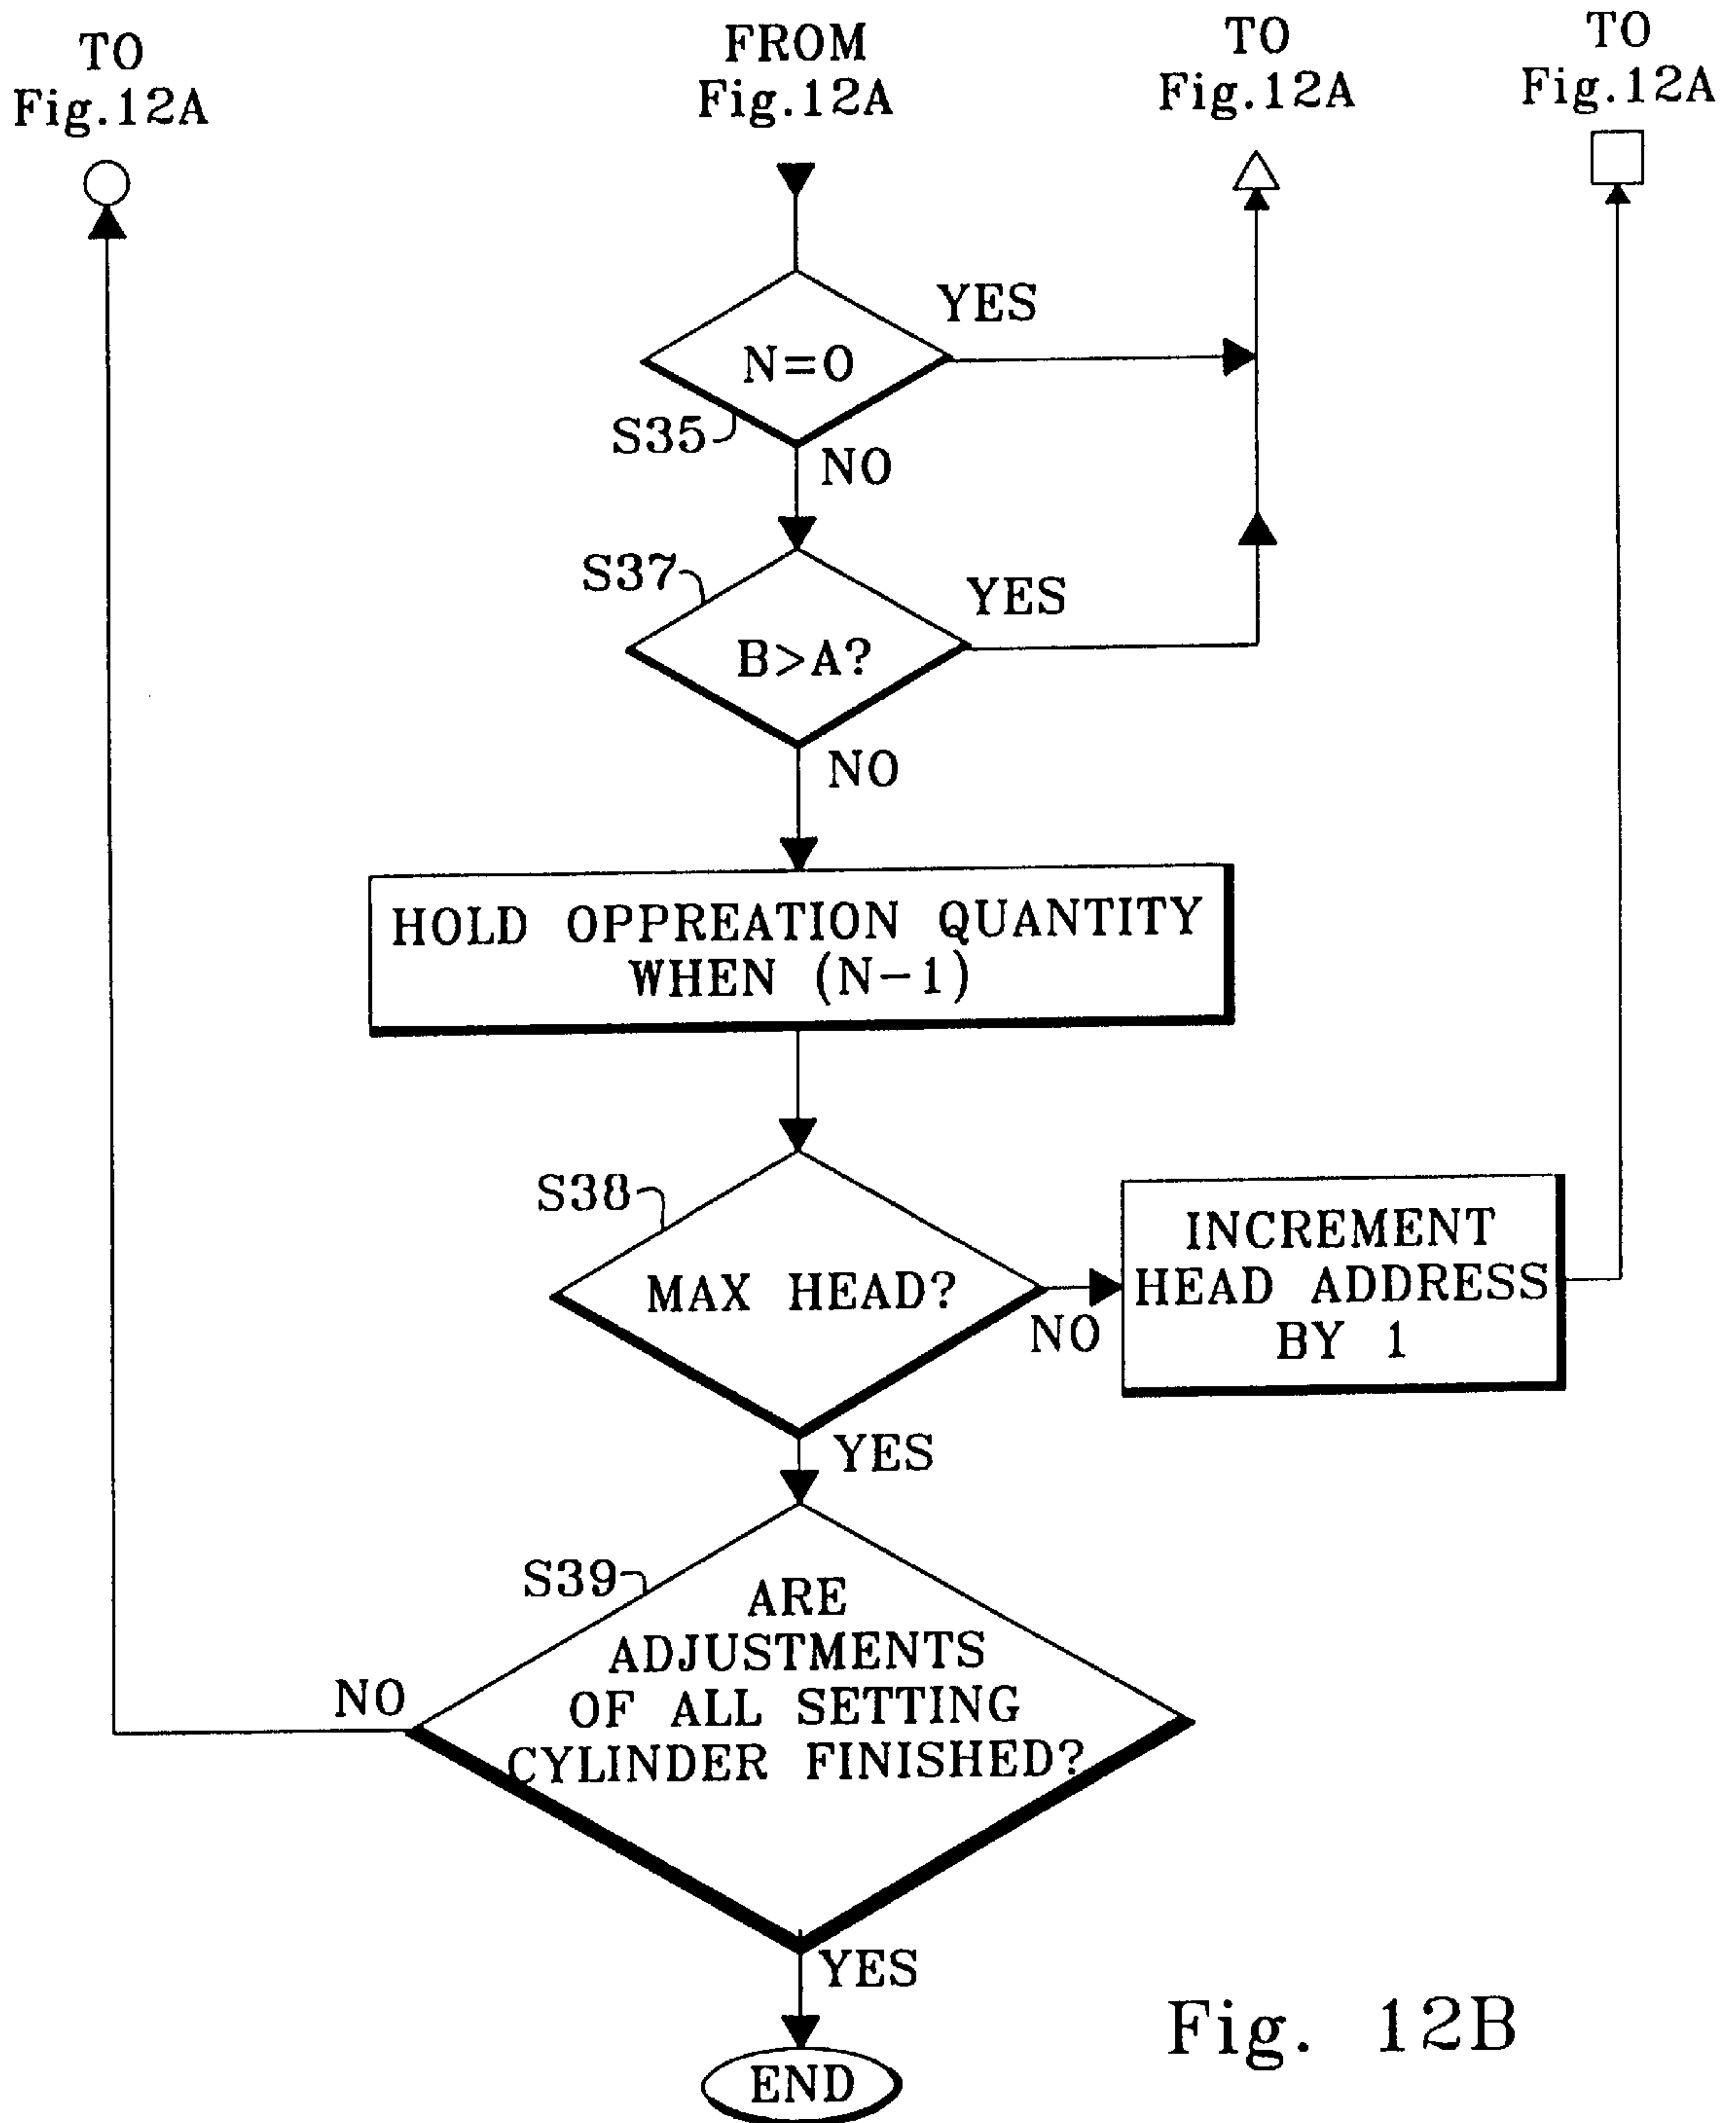 TO
Fig.12A
FROM
Fig.12A
TO
Fig.12A
TO
Fig.12A
YES
N=0
S35
NO
S37
YES
B>A?
NO
HOLD OPPREATION QUANTITY
WHEN (N-1)
S38
MAX HEAD?
NO
INCREMENT
HEAD ADDRESS
BY 1
YES
S39
ARE
ADJUSTMENTS
OF ALL SETTING
CYLINDER FINISHED?
NO
YES
END
Fig. 12B